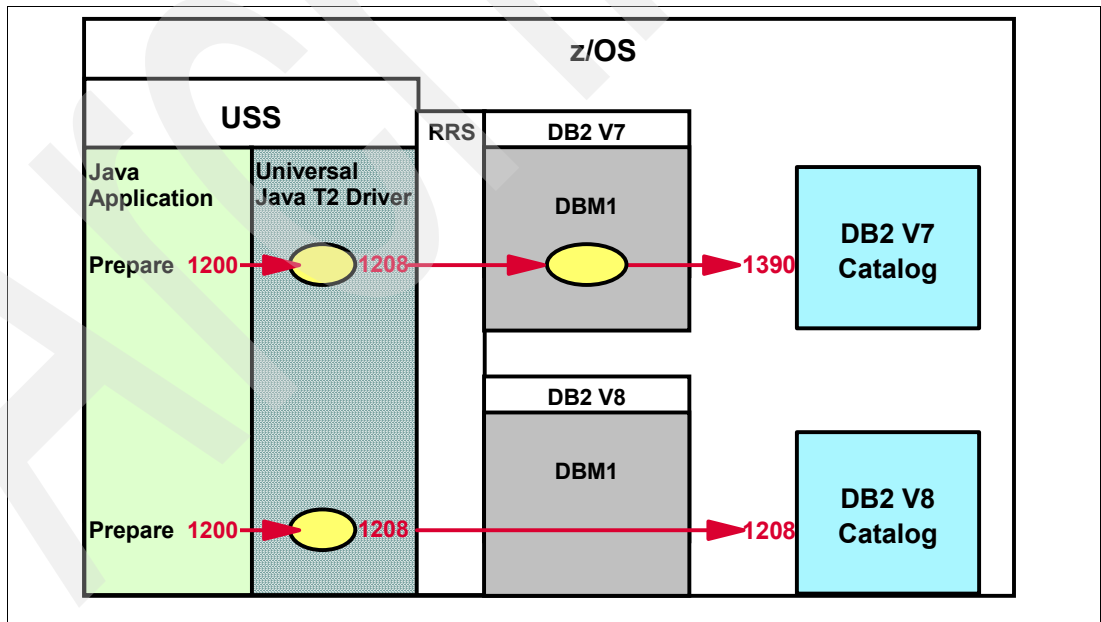 z/OS
USS
RRS
DB2 V7
Java
Application
Universal
Java T2 Driver
DBM1
DB2 V7
Catalog
Prepare 1200 1208 1390
DB2 V8
DBM1
DB2 V8
Catalog
Prepare 1200 1208 1208